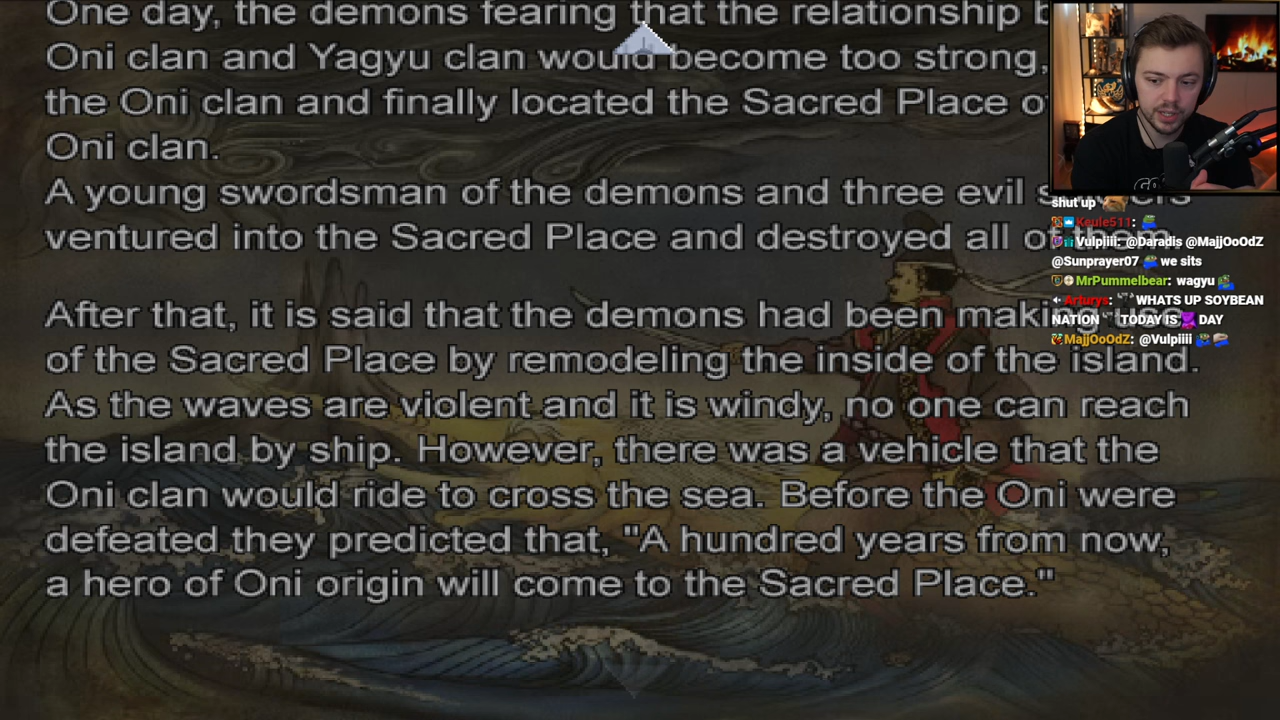 One day, the demons fearing that the relationship
Oni clan and Yagyu clan would become too strong,
the Oni clan and finally located the Sacred Place
Oni clan.
A young swordsman of the demons and three evil
ventured into the Sacred Place and destroyed all of them.
After that, it is said that the demons had been making
of the Sacred Place by remodeling the inside of the island.
As the waves are violent and it is windy, no one can reach
the island by ship. However, there was a vehicle that the
Oni clan would ride to cross the sea. Before the Oni were
defeated they predicted that, "A hundred years from now,
a hero of Oni origin will come to the Sacred Place."
shut up
Keule511:
Vulpiiii: @Daradis @MajjOoOdZ
@Sunprayer07 we sits
MrPummelbear: wagyu
Arturys: WHATS UP SOYBEAN
NATION TODAY IS DAY
MajjOoOdZ: @Vulpiiii